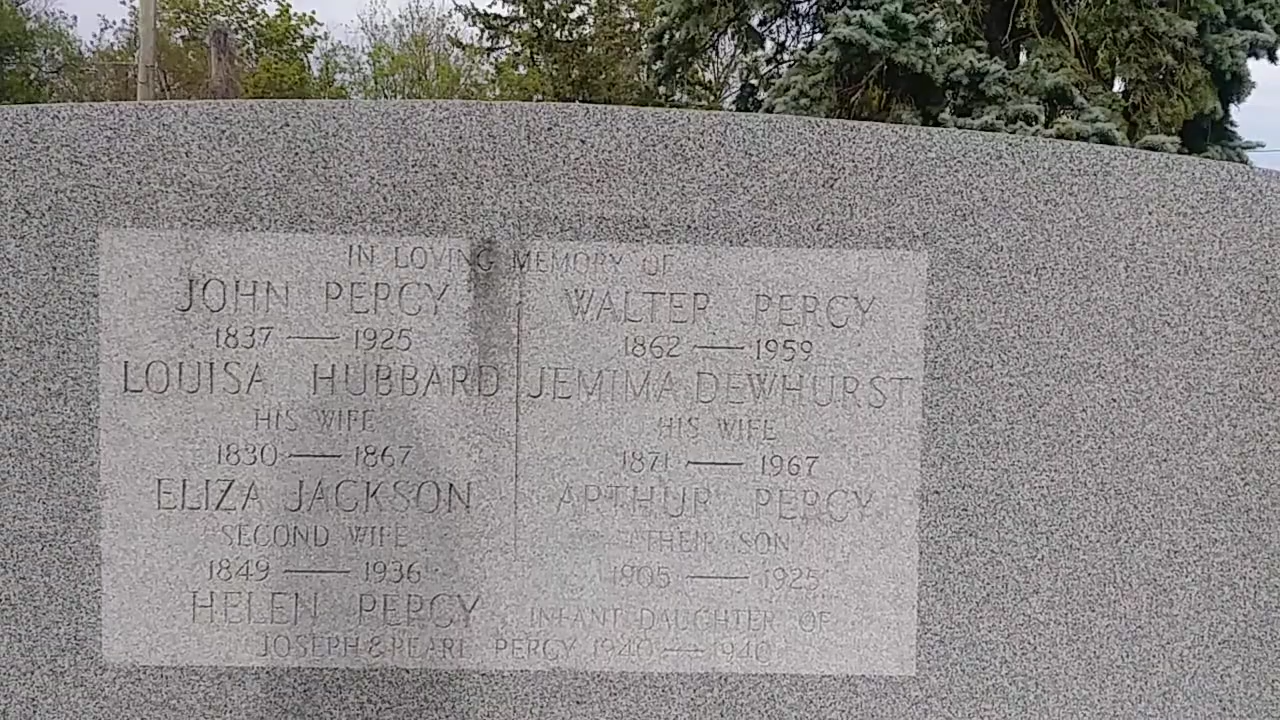 IN LOVING MEMORY OF
JOHN PERCY
1837 — 1925
LOUISA HUBBARD
HIS WIFE
1830 — 1867
ELIZA JACKSON
SECOND WIFE
1849 — 1936
WALTER PERCY
1862 — 1959
JEMIMA DEWHURST
HIS WIFE
1871 — 1967
ARTHUR PERCY
THEIR SON
1905 — 1925
HELEN PERCY INFANT DAUGHTER OF
JOSEPH & PEARL PERCY 1940 — 1940